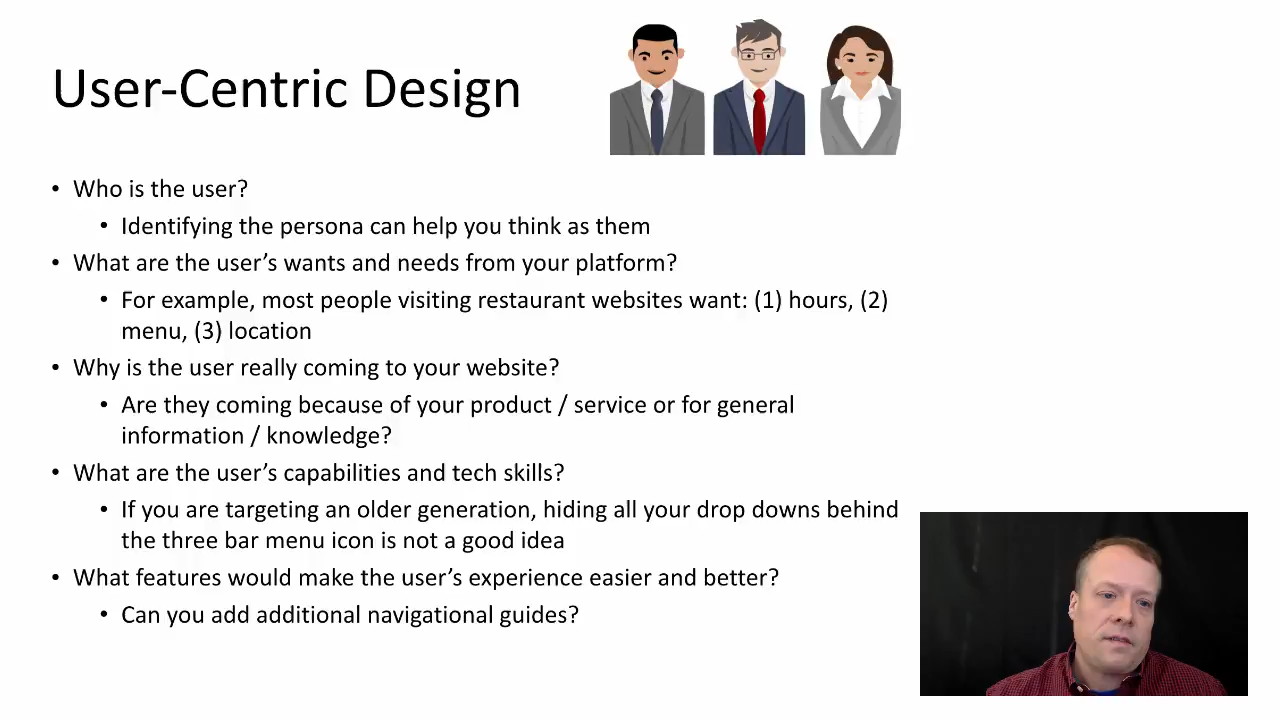 User-Centric Design
• Who is the user?
• Identifying the persona can help you think as them
• What are the user’s wants and needs from your platform?
• For example, most people visiting restaurant websites want: (1) hours, (2)
menu, (3) location
• Why is the user really coming to your website?
• Are they coming because of your product / service or for general
information / knowledge?
• What are the user’s capabilities and tech skills?
• If you are targeting an older generation, hiding all your drop downs behind
the three bar menu icon is not a good idea
• What features would make the user’s experience easier and better?
• Can you add additional navigational guides?